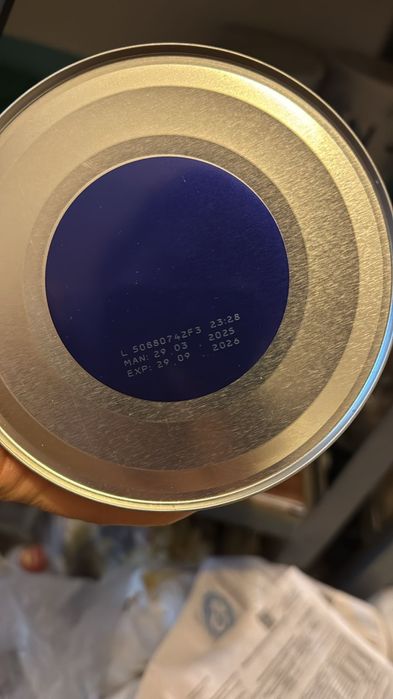 L 50880742F3 23:28
MAN: 29 . 03 . 2025
EXP: 29 . 09 . 2026